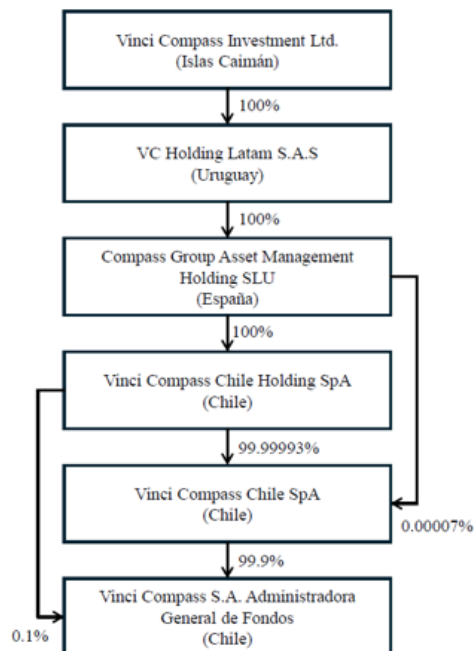 Vinci Compass Investment Ltd.
(Islas Caimán)
100%
VC Holding Latam S.A.S
(Uruguay)
100%
Compass Group Asset Management
Holding SLU
(España)
100%
Vinci Compass Chile Holding SpA
(Chile)
99.99993%
Vinci Compass Chile SpA
(Chile)
0.00007%
99.9%
Vinci Compass S.A. Administradora
General de Fondos
(Chile)
0.1%